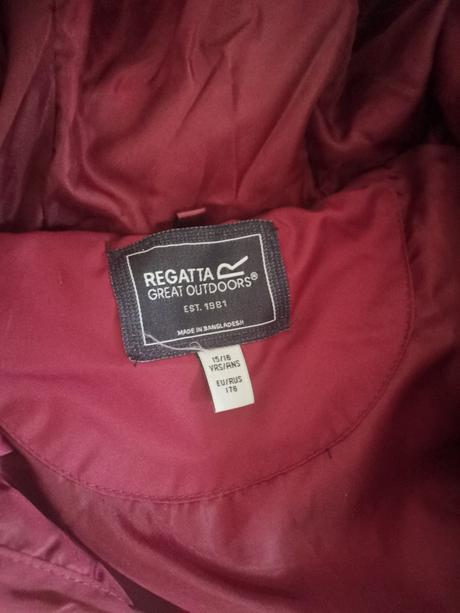 REGATTA
GREAT OUTDOORS®
EST. 1981
MADE IN BANGLADESH
15/16
YRS/ANS
EU/RUS
176